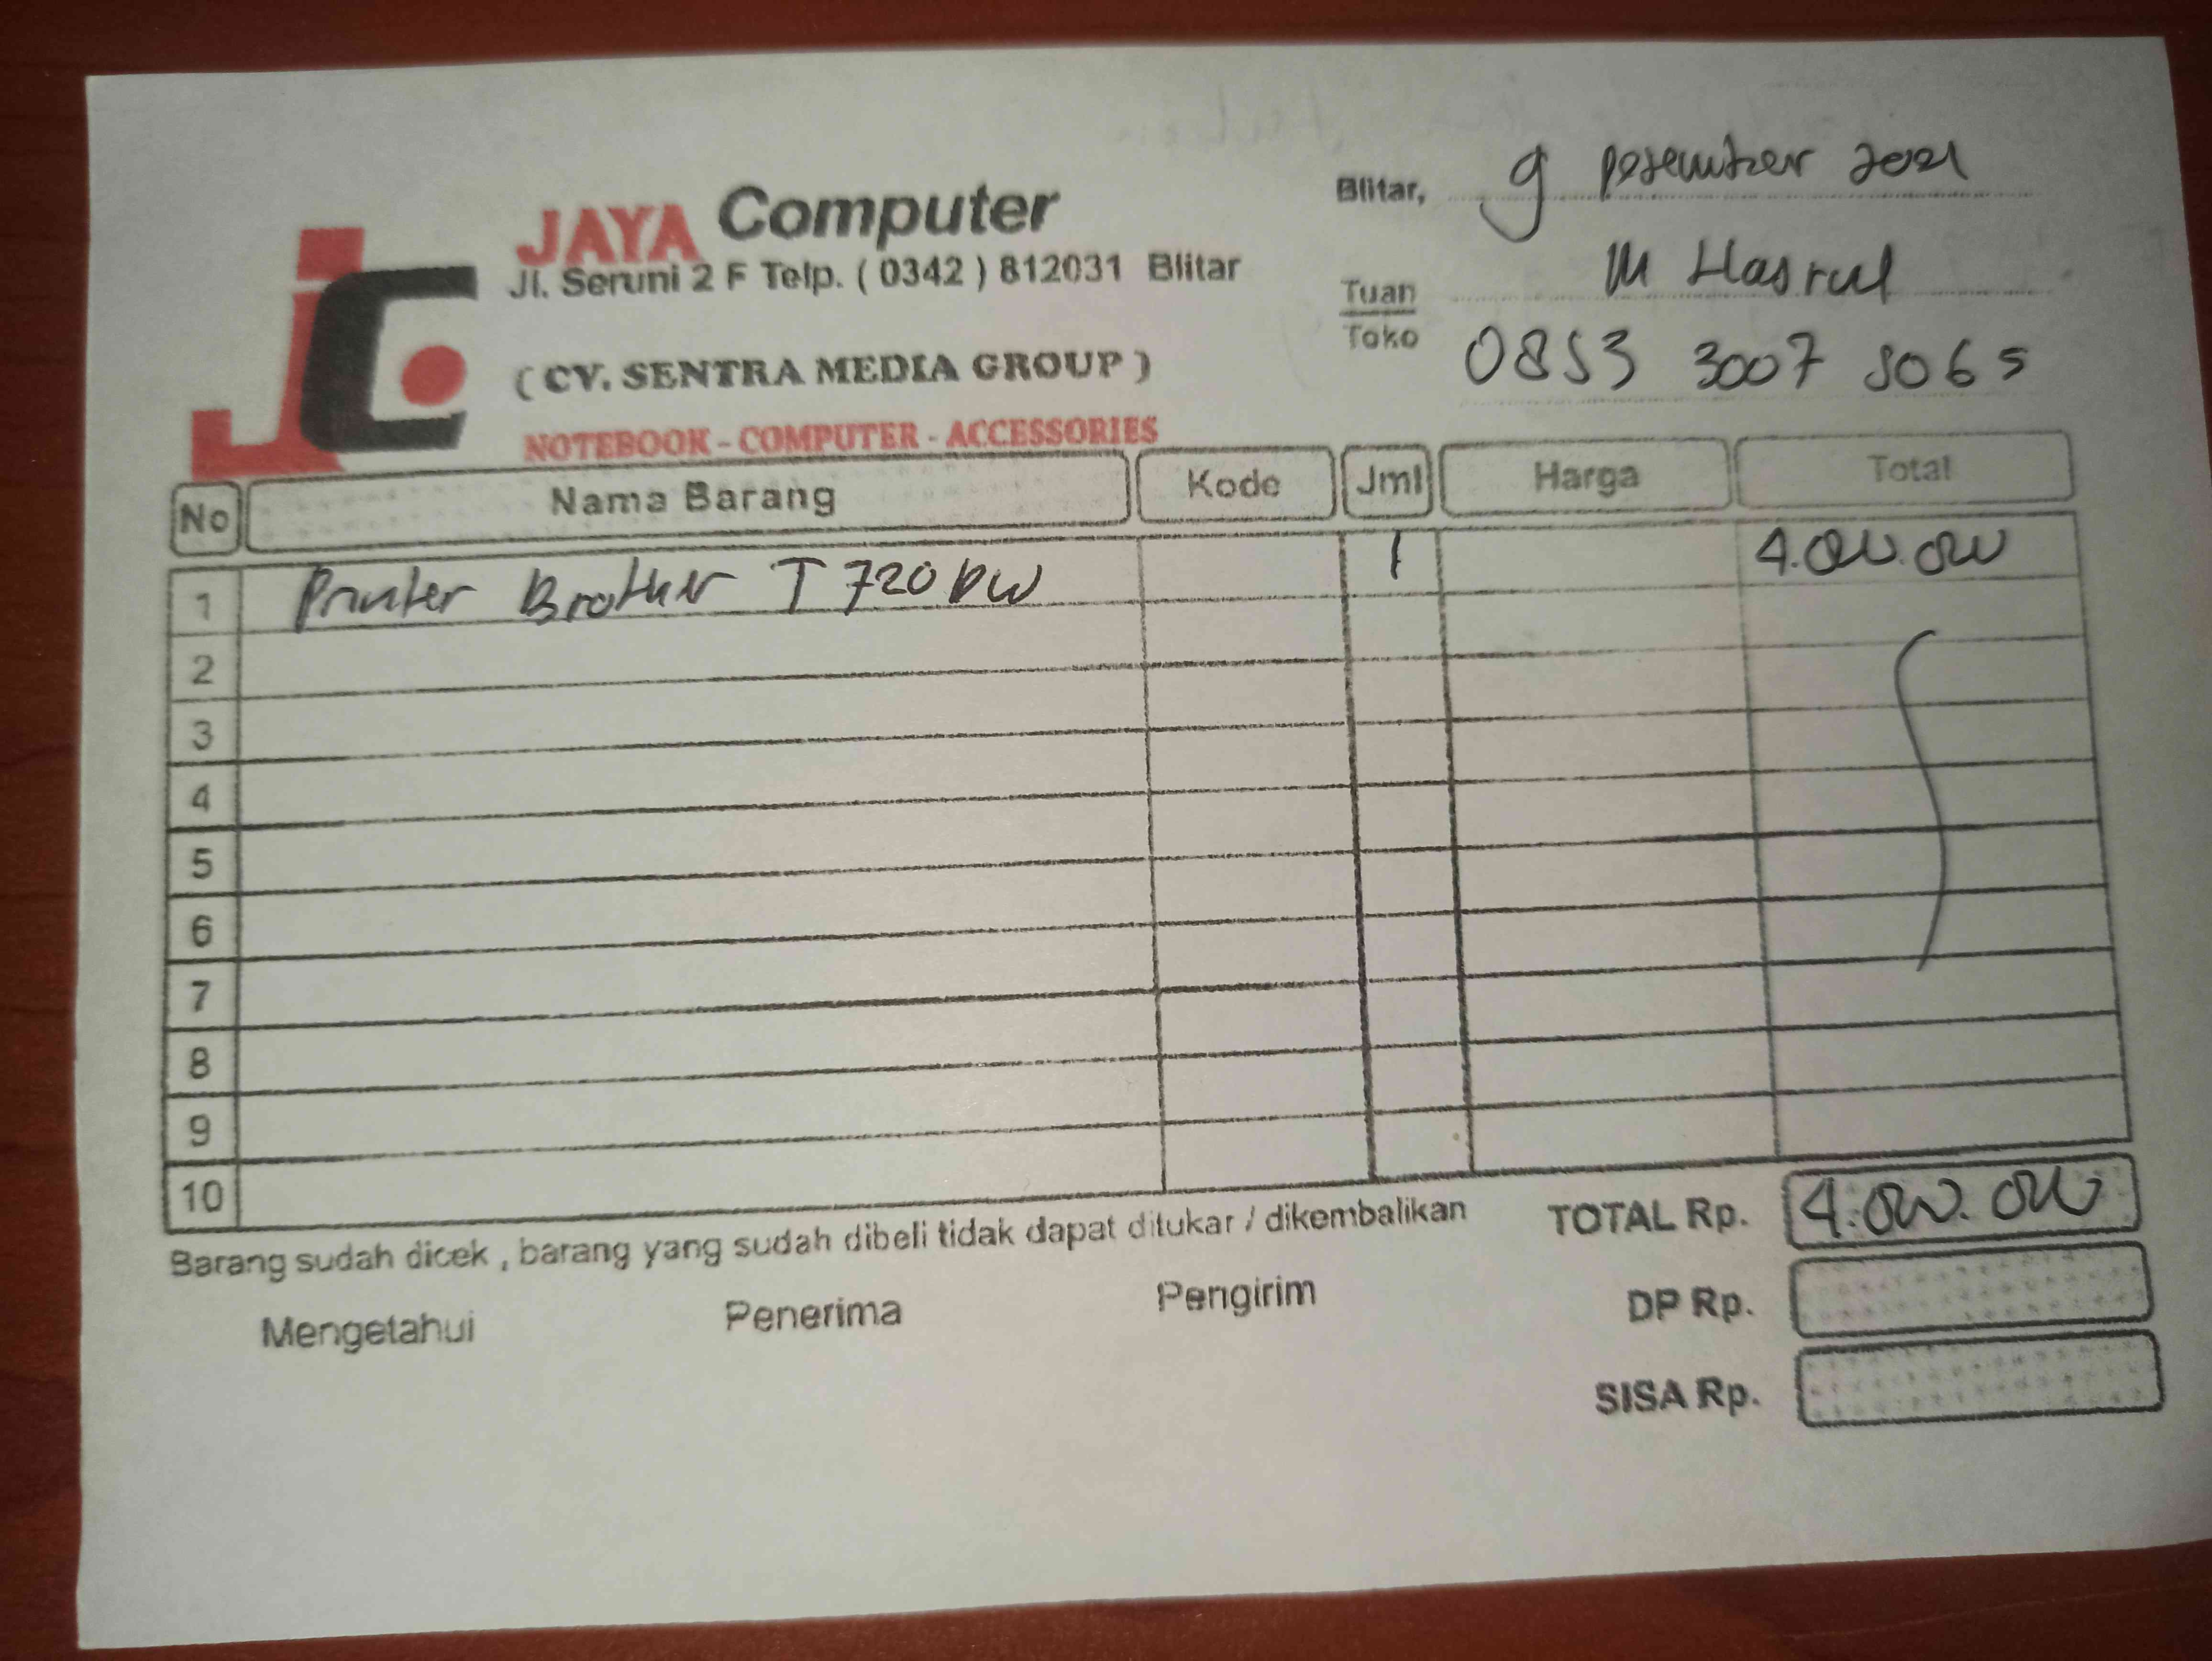 Blitar, 9 Desember 2021
JAYA Computer
Jl. Seruni 2 F Telp. ( 0342 ) 812031 Blitar
Tuan M Hasrul
Toko 0853 3007 5065
( CV. SENTRA MEDIA GROUP )
NOTEBOOK - COMPUTER - ACCESSORIES
JC
No Nama Barang Kode Jml Harga Total
1 Printer Brother T 720 DW 1 4.000.000
2
3
4
5
6
7
8
9
10
Barang sudah dicek , barang yang sudah dibeli tidak dapat ditukar / dikembalikan
TOTAL Rp. 4.000.000
Mengetahui Penerima Pengirim
DP Rp.
SISA Rp.